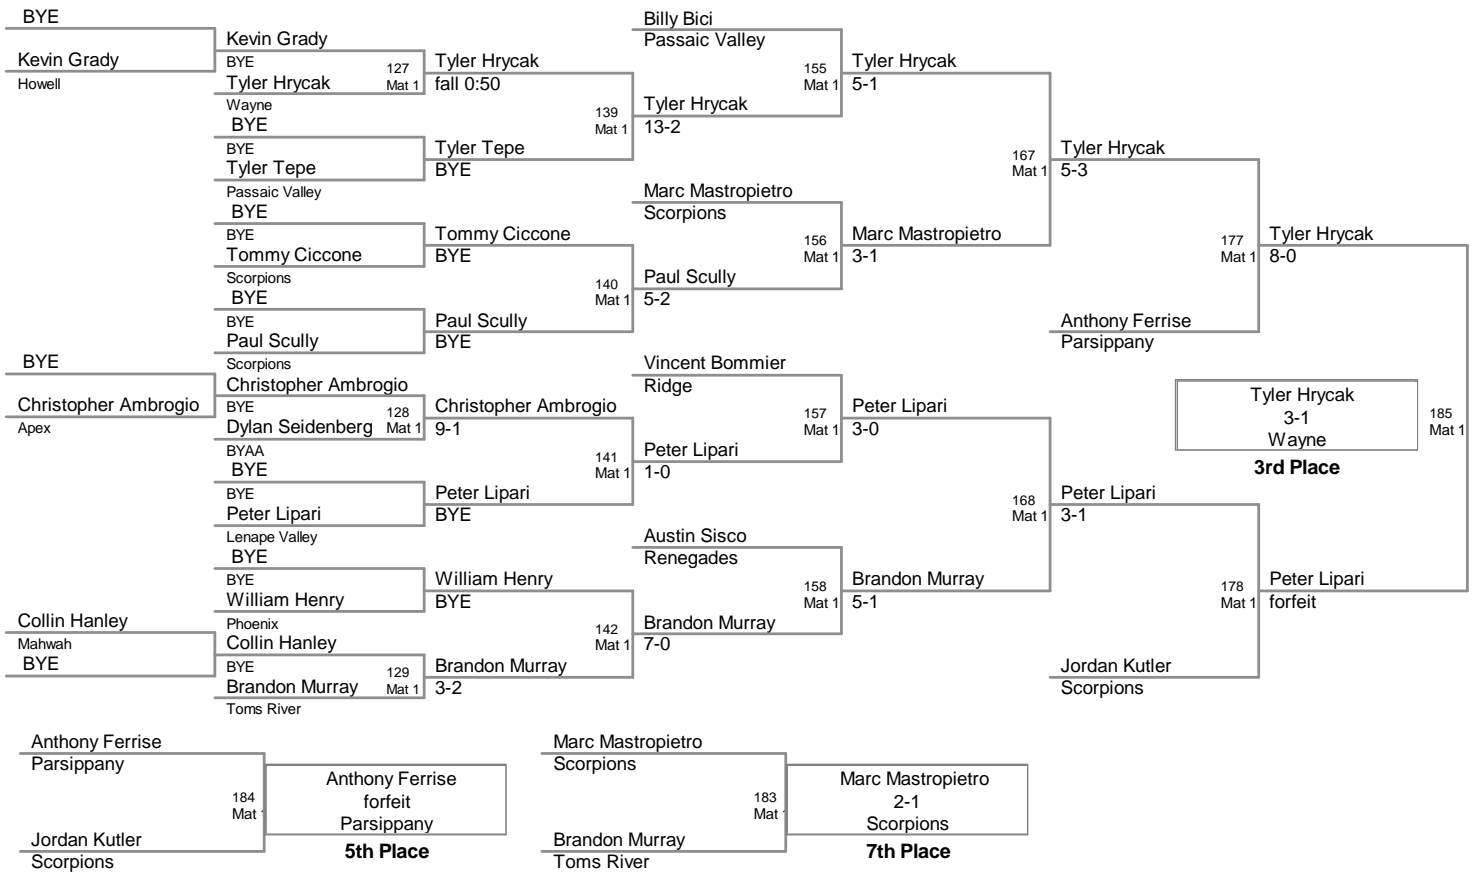 BYE
Kevin Grady
Howell
BYE
Christopher Ambrogio
Apex
Collin Hanley
Mahwah
BYE
Kevin Grady
BYE
Tyler Hrycak
Wayne
127
Mat 1
BYE
BYE
Tyler Tepe
Passaic Valley
BYE
BYE
Tommy Ciccone
Scorpions
BYE
BYE
Paul Scully
Scorpions
Christopher Ambrogio
BYE
Dylan Seidenberg
BYAA
128
Mat 1
BYE
BYE
Peter Lipari
Lenape Valley
BYE
BYE
William Henry
Phoenix
Collin Hanley
BYE
Brandon Murray
Toms River
129
Mat 1
Tyler Hrycak
fall 0:50
139
Mat 1
Tyler Tepe
BYE
Tommy Ciccone
BYE
140
Mat 1
Paul Scully
BYE
Christopher Ambrogio
9-1
141
Mat 1
Peter Lipari
BYE
William Henry
BYE
142
Mat 1
Brandon Murray
3-2
Billy Bici
Passaic Valley
155
Mat 1
Tyler Hrycak
13-2
Marc Mastropietro
Scorpions
156
Mat 1
Paul Scully
5-2
Vincent Bommier
Ridge
157
Mat 1
Peter Lipari
1-0
Austin Sisco
Renegades
158
Mat 1
Brandon Murray
7-0
Tyler Hrycak
5-1
167
Mat 1
Marc Mastropietro
3-1
Peter Lipari
3-0
168
Mat 1
Brandon Murray
5-1
Tyler Hrycak
5-3
177
Mat 1
Anthony Ferrise
Parsippany
Peter Lipari
3-1
178
Mat 1
Jordan Kutler
Scorpions
Tyler Hrycak
8-0
Tyler Hrycak
3-1
Wayne
3rd Place
185
Mat 1
Peter Lipari
forfeit
Anthony Ferrise
Parsippany
184
Mat 1
Jordan Kutler
Scorpions
Anthony Ferrise
forfeit
Parsippany
5th Place
Marc Mastropietro
Scorpions
183
Mat 1
Brandon Murray
Toms River
Marc Mastropietro
2-1
Scorpions
7th Place